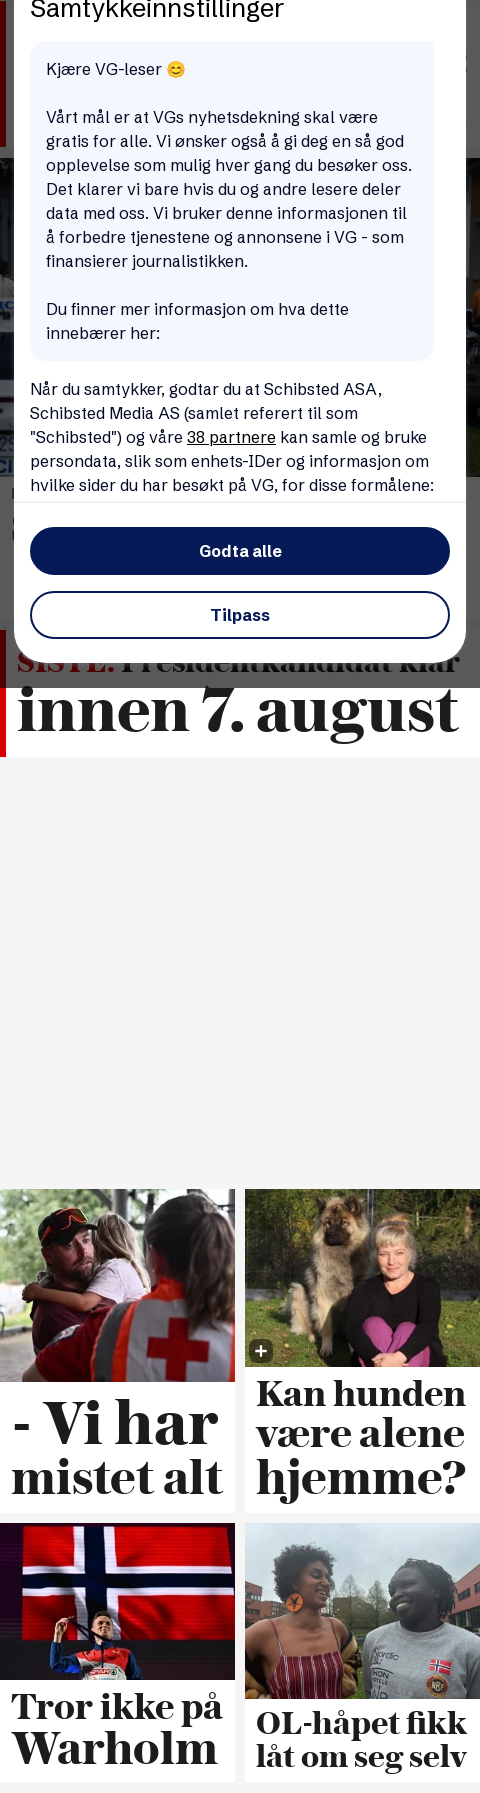 Samtykkeinnstillinger
Kjære VG-leser 😊
Vårt mål er at VGs nyhetsdekning skal være
gratis for alle. Vi ønsker også å gi deg en så god
opplevelse som mulig hver gang du besøker oss.
Det klarer vi bare hvis du og andre lesere deler
data med oss. Vi bruker denne informasjonen til
å forbedre tjenestene og annonsene i VG - som
finansierer journalistikken.
Du finner mer informasjon om hva dette
innebærer her:
Når du samtykker, godtar du at Schibsted ASA,
Schibsted Media AS (samlet referert til som
"Schibsted") og våre 38 partnere kan samle og bruke
persondata, slik som enhets-IDer og informasjon om
hvilke sider du har besøkt på VG, for disse formålene:
Godta alle
Tilpass
SISTE: Presidentkandidat klar
innen 7. august
- Vi har
mistet alt
Kan hunden
være alene
hjemme?
Tror ikke på
Warholm
OL-håpet fikk
låt om seg selv